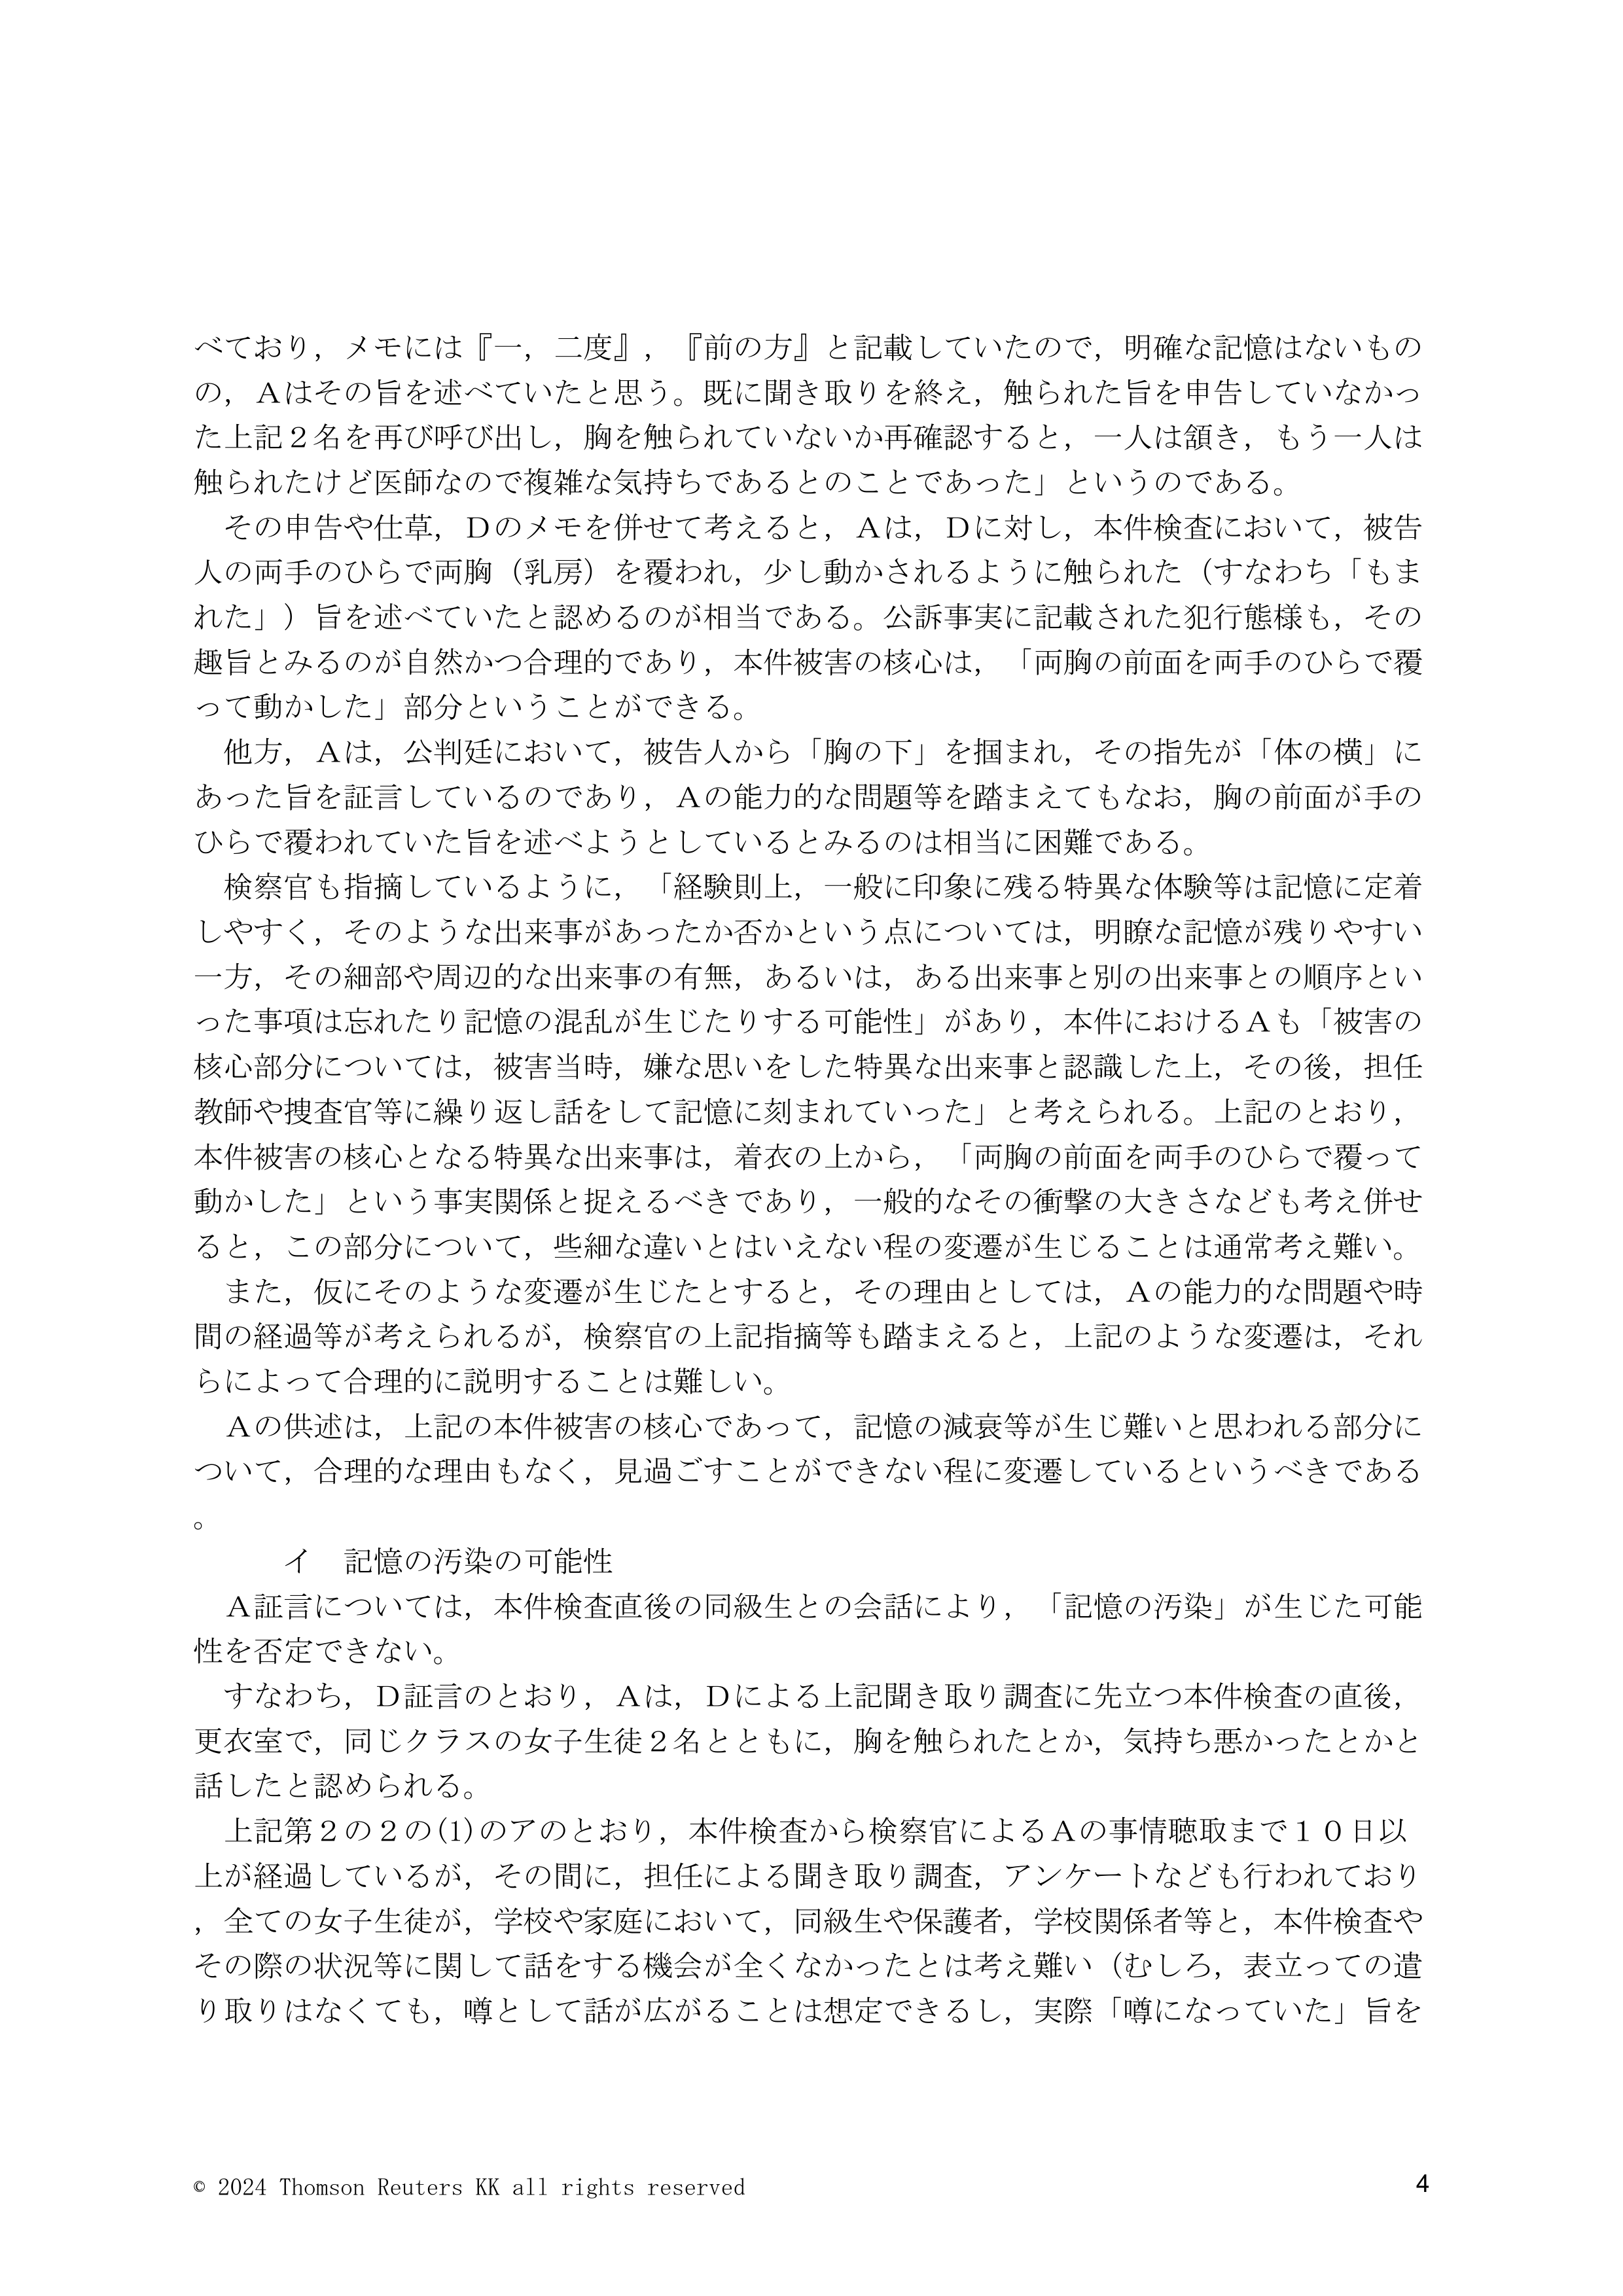 べており，メモには『一，二度』，『前の方』と記載していたので，明確な記憶はないもの
の，Ａはその旨を述べていたと思う。既に聞き取りを終え，触られた旨を申告していなかっ
た上記２名を再び呼び出し，胸を触られていないか再確認すると，一人は頷き，もう一人は
触られたけど医師なので複雑な気持ちであるとのことであった」というのである。
　その申告や仕草，Ｄのメモを併せて考えると，Ａは，Ｄに対し，本件検査において，被告
人の両手のひらで両胸（乳房）を覆われ，少し動かされるように触られた（すなわち「もま
れた」）旨を述べていたと認めるのが相当である。公訴事実に記載された犯行態様も，その
趣旨とみるのが自然かつ合理的であり，本件被害の核心は，「両胸の前面を両手のひらで覆
って動かした」部分ということができる。
　他方，Ａは，公判廷において，被告人から「胸の下」を掴まれ，その指先が「体の横」に
あった旨を証言しているのであり，Ａの能力的な問題等を踏まえてもなお，胸の前面が手の
ひらで覆われていた旨を述べようとしているとみるのは相当に困難である。
　検察官も指摘しているように，「経験則上，一般に印象に残る特異な体験等は記憶に定着
しやすく，そのような出来事があったか否かという点については，明瞭な記憶が残りやすい
一方，その細部や周辺的な出来事の有無，あるいは，ある出来事と別の出来事との順序とい
った事項は忘れたり記憶の混乱が生じたりする可能性」があり，本件におけるＡも「被害の
核心部分については，被害当時，嫌な思いをした特異な出来事と認識した上，その後，担任
教師や捜査官等に繰り返し話をして記憶に刻まれていった」と考えられる。上記のとおり，
本件被害の核心となる特異な出来事は，着衣の上から，「両胸の前面を両手のひらで覆って
動かした」という事実関係と捉えるべきであり，一般的なその衝撃の大きさなども考え併せ
ると，この部分について，些細な違いとはいえない程の変遷が生じることは通常考え難い。
　また，仮にそのような変遷が生じたとすると，その理由としては，Ａの能力的な問題や時
間の経過等が考えられるが，検察官の上記指摘等も踏まえると，上記のような変遷は，それ
らによって合理的に説明することは難しい。
　Ａの供述は，上記の本件被害の核心であって，記憶の減衰等が生じ難いと思われる部分に
ついて，合理的な理由もなく，見過ごすことができない程に変遷しているというべきである
。
　　　イ　記憶の汚染の可能性
　Ａ証言については，本件検査直後の同級生との会話により，「記憶の汚染」が生じた可能
性を否定できない。
　すなわち，Ｄ証言のとおり，Ａは，Ｄによる上記聞き取り調査に先立つ本件検査の直後，
更衣室で，同じクラスの女子生徒２名とともに，胸を触られたとか，気持ち悪かったとかと
話したと認められる。
　上記第２の２の(1)のアのとおり，本件検査から検察官によるＡの事情聴取まで１０日以
上が経過しているが，その間に，担任による聞き取り調査，アンケートなども行われており
，全ての女子生徒が，学校や家庭において，同級生や保護者，学校関係者等と，本件検査や
その際の状況等に関して話をする機会が全くなかったとは考え難い（むしろ，表立っての遣
り取りはなくても，噂として話が広がることは想定できるし，実際「噂になっていた」旨を
© 2024 Thomson Reuters KK all rights reserved
4